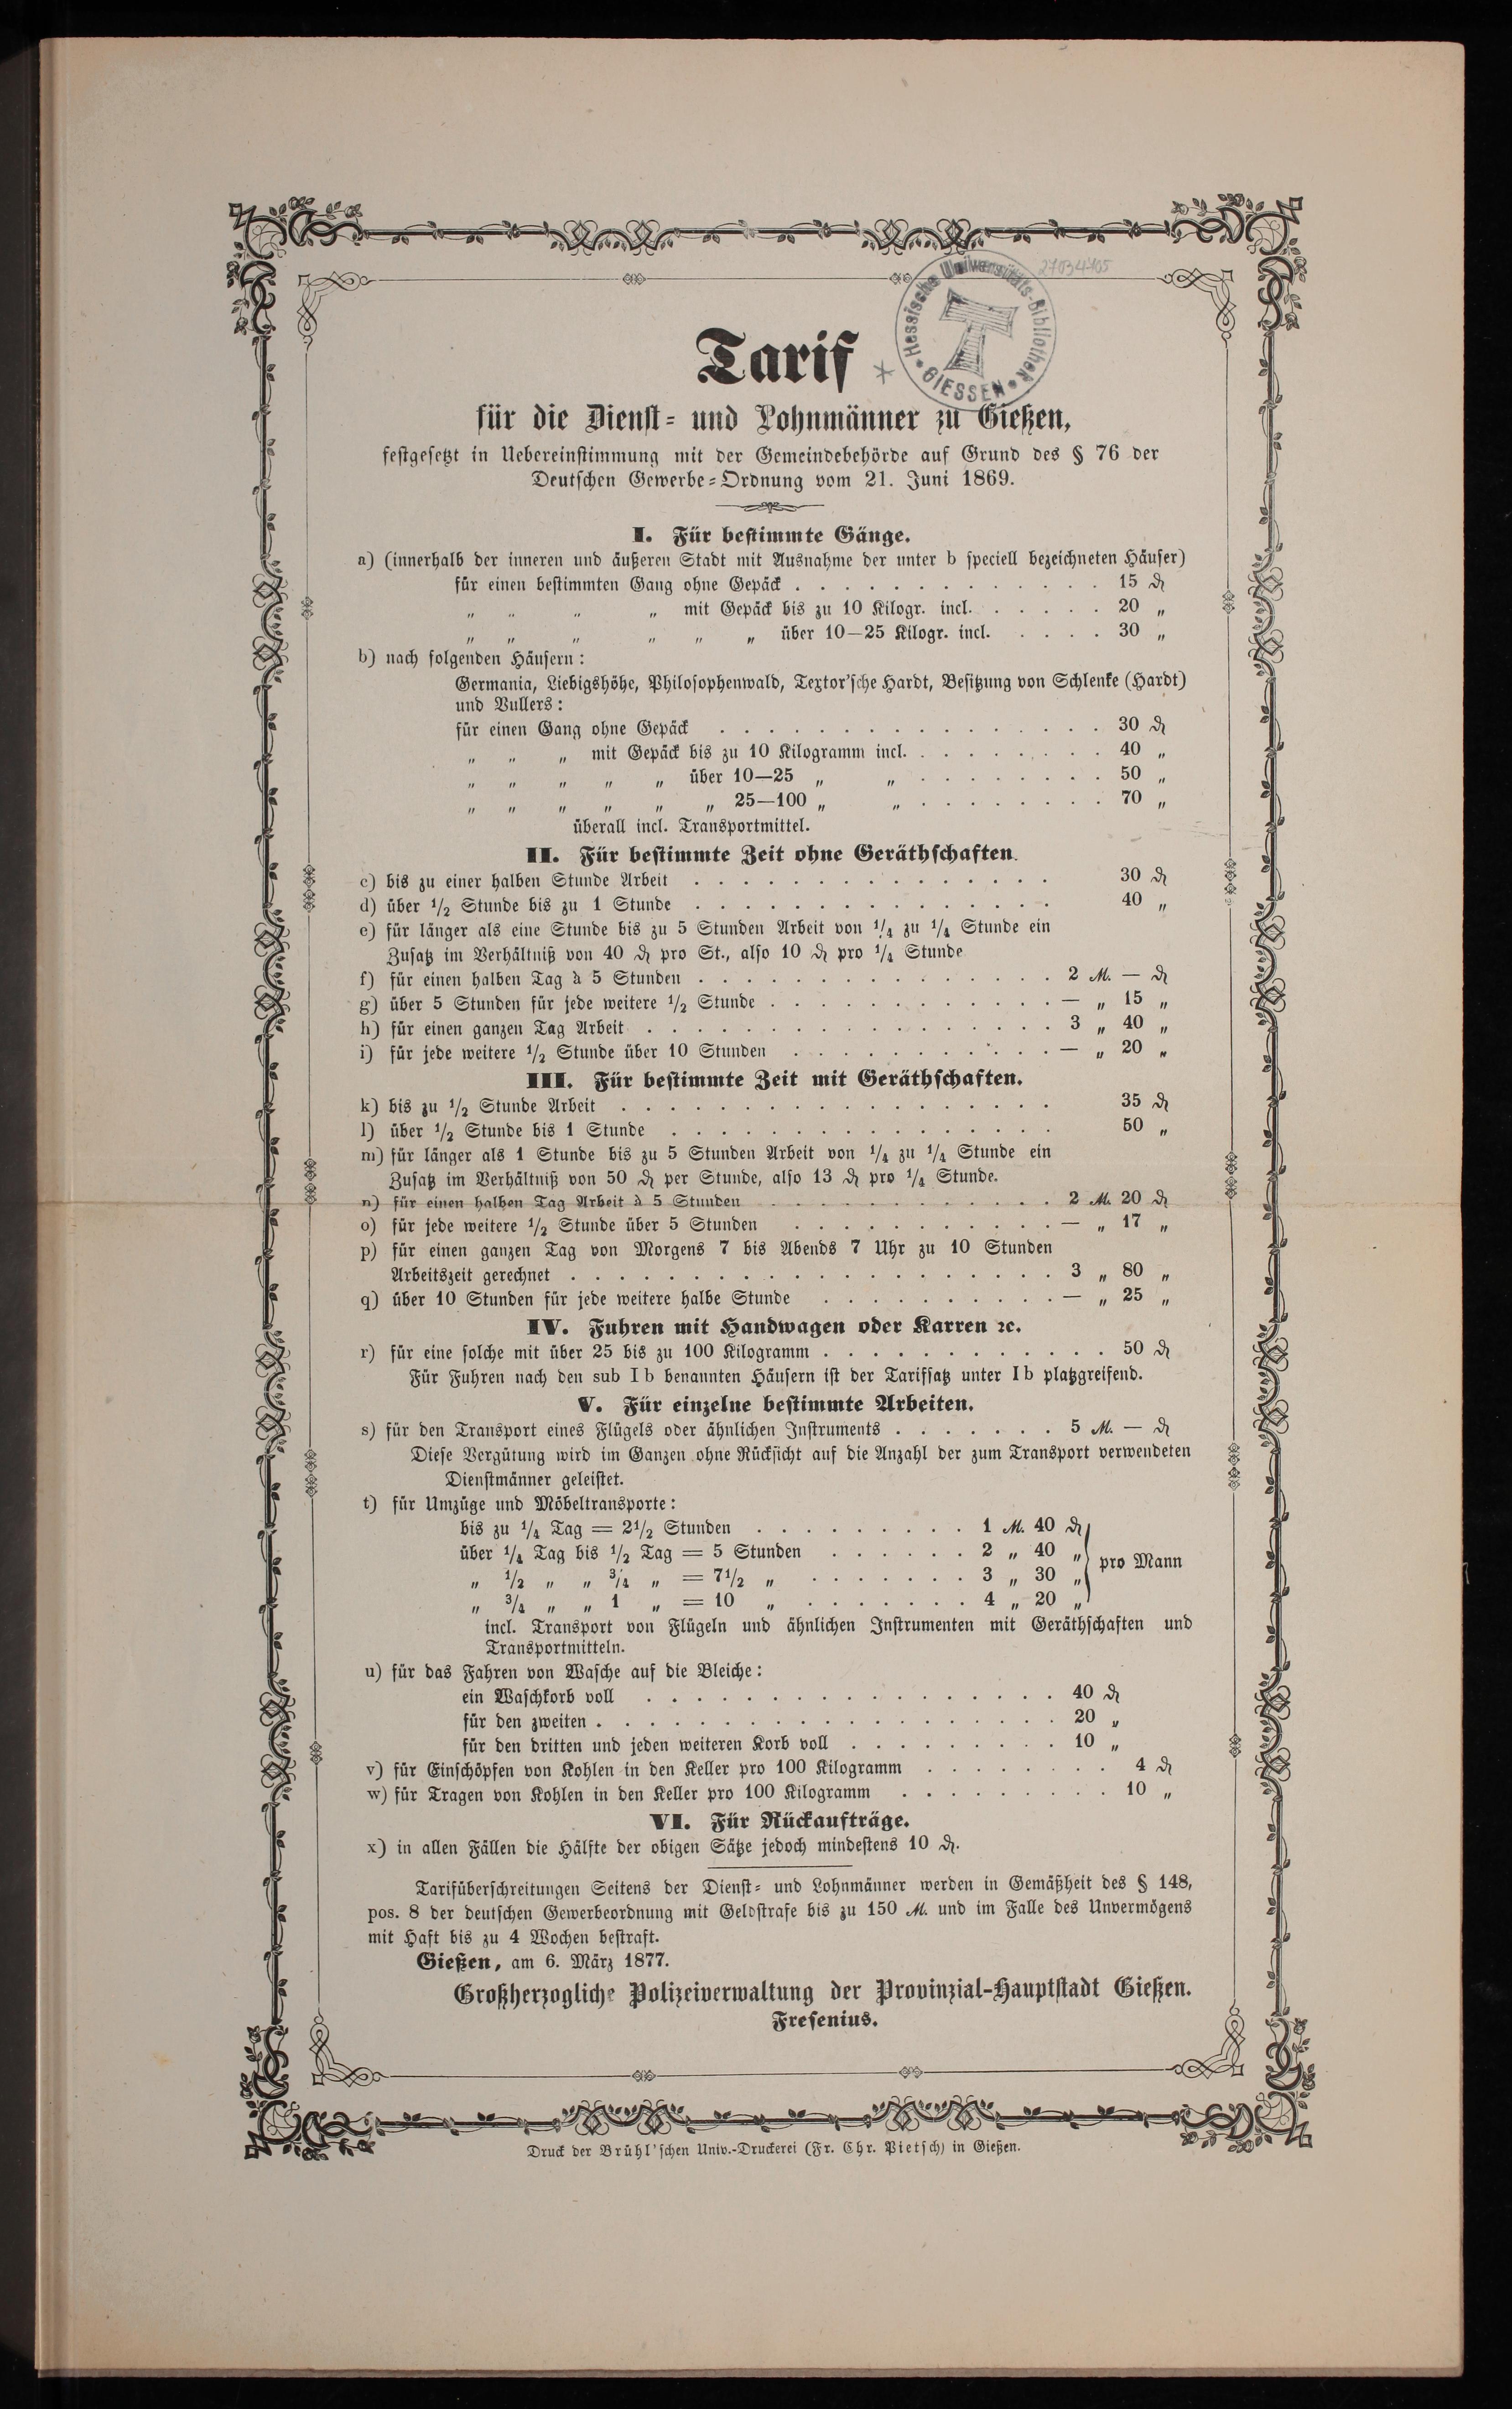 27034705
Hessische Universitäts-Bibliothek
GIESSEN
Tarif
für die Dienst- und Lohnmänner zu Gießen,
festgesetzt in Uebereinstimmung mit der Gemeindebehörde auf Grund des § 76 der
Deutschen Gewerbe-Ordnung vom 21. Juni 1869.
I. Für bestimmte Gänge.
a) (innerhalb der inneren und äußeren Stadt mit Ausnahme der unter b speciell bezeichneten Häuser)
für einen bestimmten Gang ohne Gepäck . . . . . . . . . . . . . 15 ₰
„ „ „ „ mit Gepäck bis zu 10 Kilogr. incl. . . . . . 20 „
„ „ „ „ „ „ über 10—25 Kilogr. incl. . . . . 30 „
b) nach folgenden Häusern:
Germania, Liebigshöhe, Philosophenwald, Textor'sche Hardt, Besitzung von Schlenke (Hardt)
und Vullers:
für einen Gang ohne Gepäck . . . . . . . . . . . . . . . . 30 ₰
„ „ „ mit Gepäck bis zu 10 Kilogramm incl. . . . . . . . . 40 „
„ „ „ „ „ über 10—25 „ „ . . . . . . . . 50 „
„ „ „ „ „ „ 25—100 „ „ . . . . . . . . 70 „
überall incl. Transportmittel.
II. Für bestimmte Zeit ohne Geräthschaften.
c) bis zu einer halben Stunde Arbeit . . . . . . . . . . . . . . . 30 ₰
d) über 1/2 Stunde bis zu 1 Stunde . . . . . . . . . . . . . . . 40 „
e) für länger als eine Stunde bis zu 5 Stunden Arbeit von 1/4 zu 1/4 Stunde ein
Zusatz im Verhältniß von 40 ₰ pro St., also 10 ₰ pro 1/4 Stunde
f) für einen halben Tag à 5 Stunden . . . . . . . . . . . . . . . 2 M. — ₰
g) über 5 Stunden für jede weitere 1/2 Stunde . . . . . . . . . . . . — „ 15 „
h) für einen ganzen Tag Arbeit . . . . . . . . . . . . . . . . . 3 „ 40 „
i) für jede weitere 1/2 Stunde über 10 Stunden . . . . . . . . . . . — „ 20 „
III. Für bestimmte Zeit mit Geräthschaften.
k) bis zu 1/2 Stunde Arbeit . . . . . . . . . . . . . . . . . . 35 ₰
l) über 1/2 Stunde bis 1 Stunde . . . . . . . . . . . . . . . . 50 „
m) für länger als 1 Stunde bis zu 5 Stunden Arbeit von 1/4 zu 1/4 Stunde ein
Zusatz im Verhältniß von 50 ₰ per Stunde, also 13 ₰ pro 1/4 Stunde.
n) für einen halben Tag Arbeit à 5 Stunden . . . . . . . . . . . . 2 M. 20 ₰
o) für jede weitere 1/2 Stunde über 5 Stunden . . . . . . . . . . . — „ 17 „
p) für einen ganzen Tag von Morgens 7 bis Abends 7 Uhr zu 10 Stunden
Arbeitszeit gerechnet . . . . . . . . . . . . . . . . . . . . 3 „ 80 „
q) über 10 Stunden für jede weitere halbe Stunde . . . . . . . . . . — „ 25 „
IV. Fuhren mit Handwagen oder Karren ꝛc.
r) für eine solche mit über 25 bis zu 100 Kilogramm . . . . . . . . . . . . 50 ₰
Für Fuhren nach den sub I b benannten Häusern ist der Tarifsatz unter I b platzgreifend.
V. Für einzelne bestimmte Arbeiten.
s) für den Transport eines Flügels oder ähnlichen Instruments . . . . . . . 5 M. — ₰
Diese Vergütung wird im Ganzen ohne Rücksicht auf die Anzahl der zum Transport verwendeten
Dienstmänner geleistet.
t) für Umzüge und Möbeltransporte:
bis zu 1/4 Tag = 2 1/2 Stunden . . . . . . . . . 1 M. 40 ₰
über 1/4 Tag bis 1/2 Tag = 5 Stunden . . . . . . 2 „ 40 „
pro Mann
„ 1/2 „ „ 3/4 „ = 7 1/2 „ . . . . . . . 3 „ 30 „
„ 3/4 „ „ 1 „ = 10 „ . . . . . . . 4 „ 20 „
incl. Transport von Flügeln und ähnlichen Instrumenten mit Geräthschaften und
Transportmitteln.
u) für das Fahren von Wasche auf die Bleiche:
ein Waschkorb voll . . . . . . . . . . . . . . . . . 40 ₰
für den zweiten . . . . . . . . . . . . . . . . . . . 20 „
für den dritten und jeden weiteren Korb voll . . . . . . . . . 10 „
v) für Einschöpfen von Kohlen in den Keller pro 100 Kilogramm . . . . . . . . 4 ₰
w) für Tragen von Kohlen in den Keller pro 100 Kilogramm . . . . . . . . . 10 „
VI. Für Rückaufträge.
x) in allen Fällen die Hälfte der obigen Sätze jedoch mindestens 10 ₰.
Tarifüberschreitungen Seitens der Dienst- und Lohnmänner werden in Gemäßheit des § 148,
pos. 8 der deutschen Gewerbeordnung mit Geldstrafe bis zu 150 M. und im Falle des Unvermögens
mit Haft bis zu 4 Wochen bestraft.
Gießen, am 6. März 1877.
Großherzogliche Polizeiverwaltung der Provinzial-Hauptstadt Gießen.
Fresenius.
Druck der Brühl'schen Univ.-Druckerei (Fr. Chr. Pietsch) in Gießen.